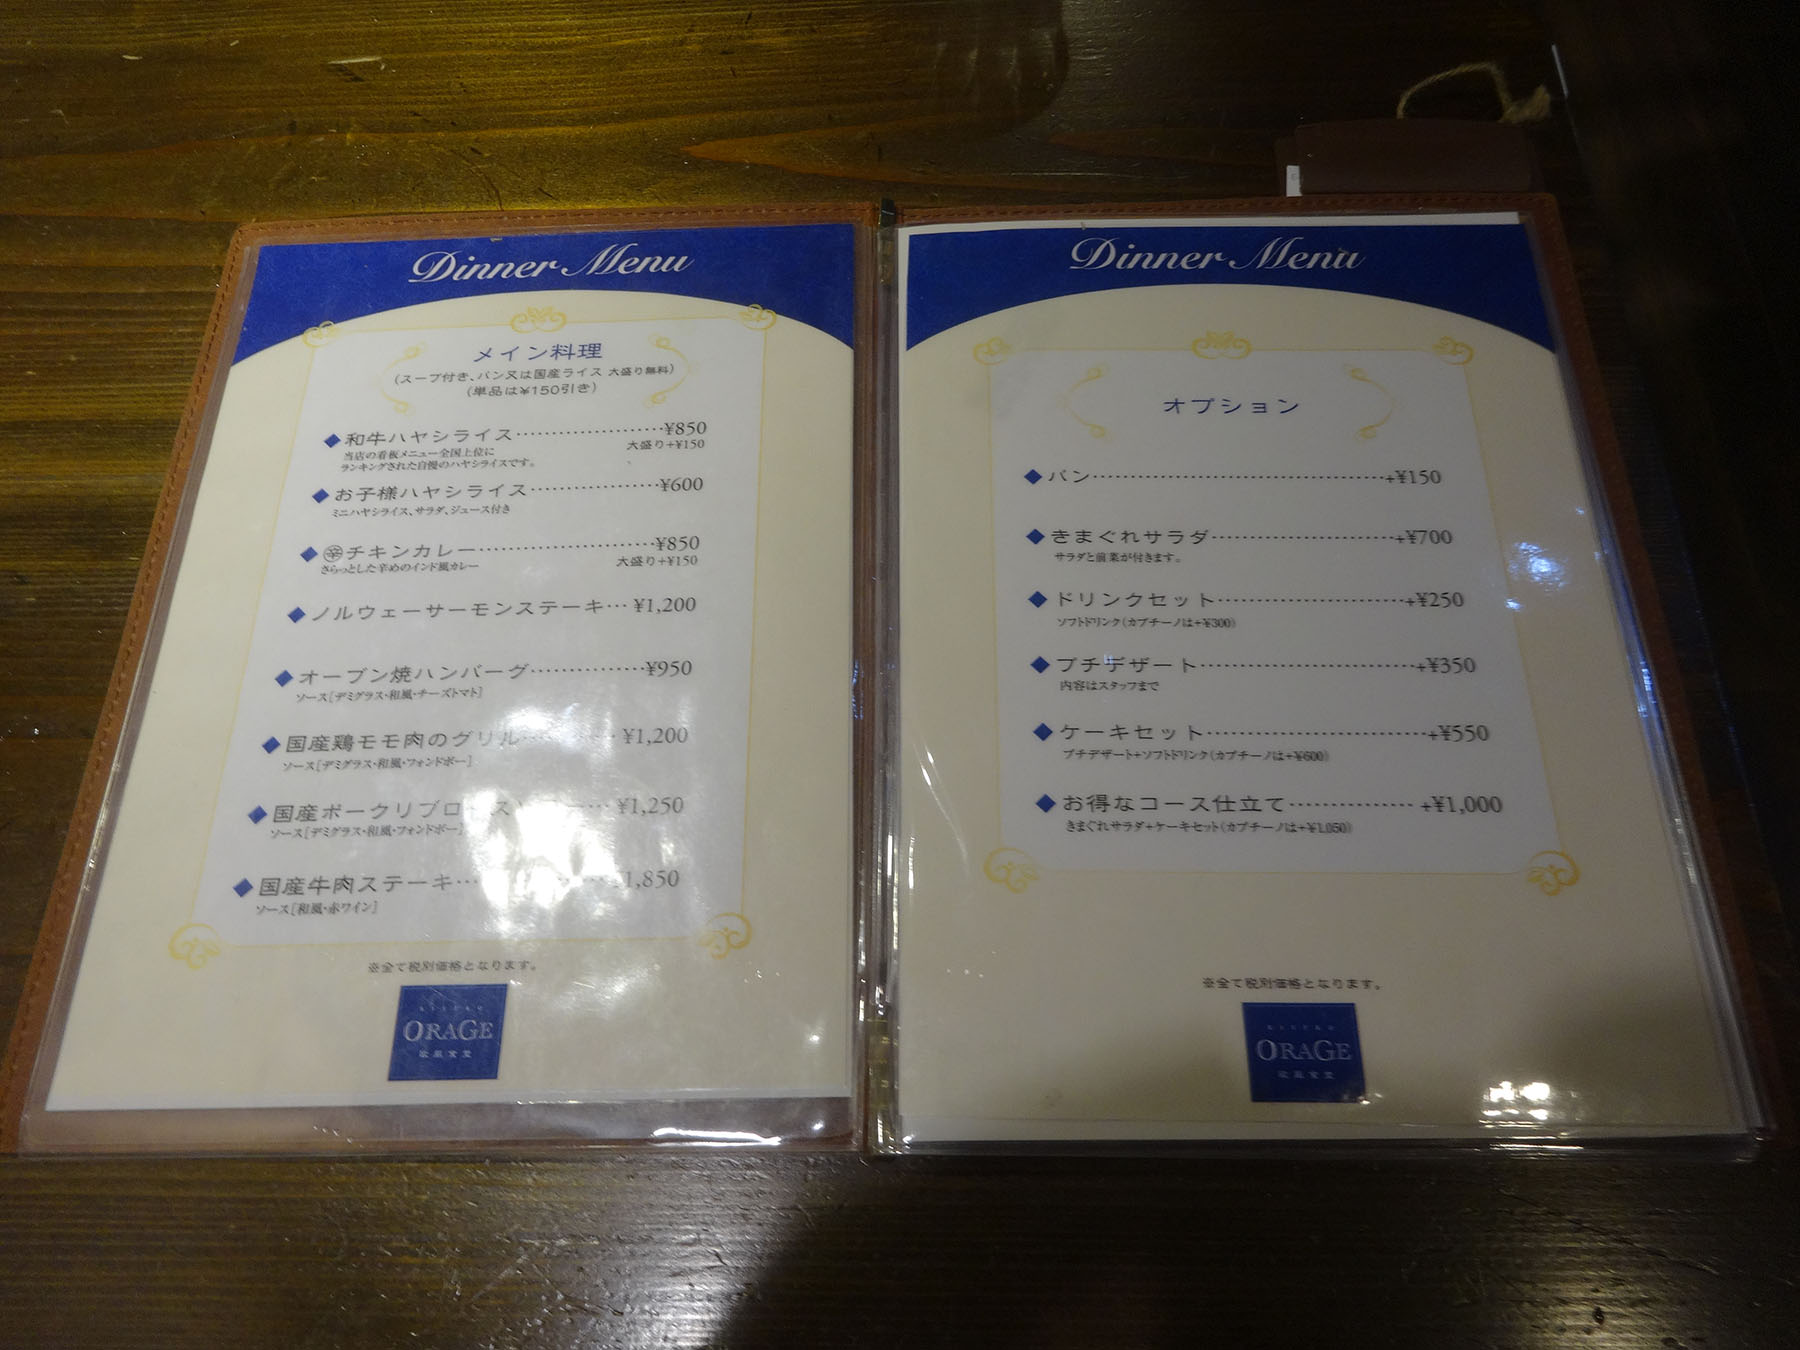 Dinner Menu
メイン料理
(スープ付き、パン又は国産ライス 大盛り無料)
(単品は¥150引き)
◆和牛ハヤシライス…………………¥850
大盛り+¥150
当店の看板メニュー全国上位に
ランキングされた自慢のハヤシライスです。
◆お子様ハヤシライス………………¥600
ミニハヤシライス、サラダ、ジュース付き
◆㊛チキンカレー……………………¥850
さらっとした辛めのインド風カレー
大盛り+¥150
◆ノルウェーサーモンステーキ…¥1,200
◆オーブン焼ハンバーグ……………¥950
ソース[デミグラス・和風・チーズトマト]
◆国産鶏モモ肉のグリル…………¥1,200
ソース[デミグラス・和風・フォンドボー]
◆国産ポークリブロースソテー…¥1,250
ソース[デミグラス・和風・フォンドボー]
◆国産牛肉ステーキ………………¥1,850
ソース[和風・赤ワイン]
※全て税別価格となります。
BISTRO
ORAGE
欧風食堂
Dinner Menu
オプション
◆パン…………………………………+¥150
◆きまぐれサラダ……………………+¥700
サラダと前菜が付きます。
◆ドリンクセット……………………+¥250
ソフトドリンク(カプチーノは+¥300)
◆プチデザート………………………+¥350
内容はスタッフまで
◆ケーキセット………………………+¥550
プチデザート+ソフトドリンク(カプチーノは+¥600)
◆お得なコース仕立て……………+¥1,000
きまぐれサラダ+ケーキセット(カプチーノは+¥1,050)
※全て税別価格となります。
BISTRO
ORAGE
欧風食堂